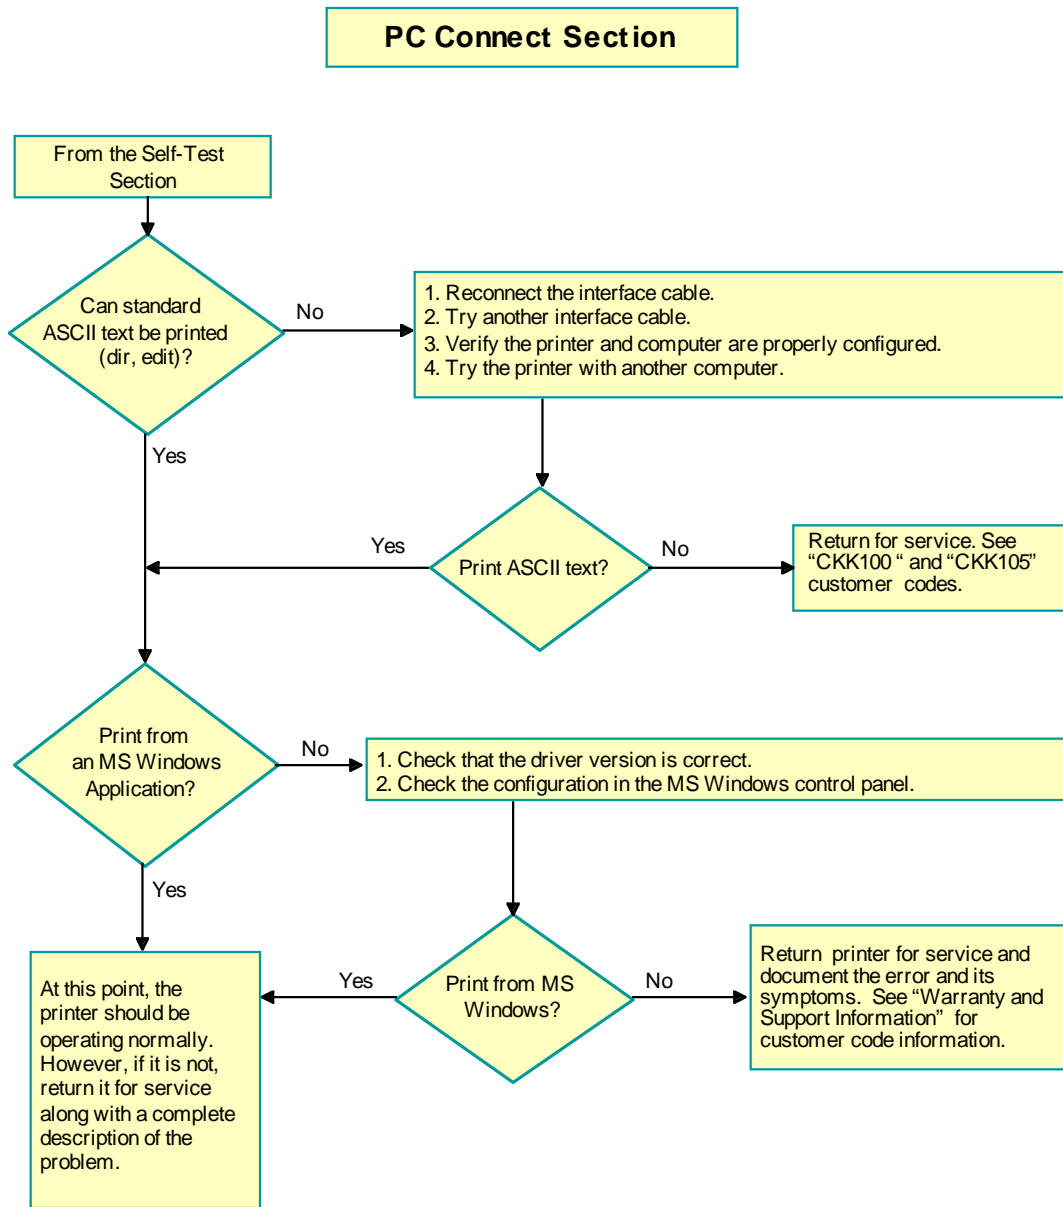 PC Connect Section
From the Self-Test
Section
Can standard
ASCII text be printed
(dir, edit)?
No
1. Reconnect the interface cable.
2. Try another interface cable.
3. Verify the printer and computer are properly configured.
4. Try the printer with another computer.
Yes
Print ASCII text?
Yes
No
Return for service. See
“CKK100 “ and “CKK105”
customer codes.
Print from
an MS Windows
Application?
No
1. Check that the driver version is correct.
2. Check the configuration in the MS Windows control panel.
Yes
Print from MS
Windows?
Yes
No
Return printer for service and
document the error and its
symptoms. See “Warranty and
Support Information” for
customer code information.
At this point, the
printer should be
operating normally.
However, if it is not,
return it for service
along with a complete
description of the
problem.